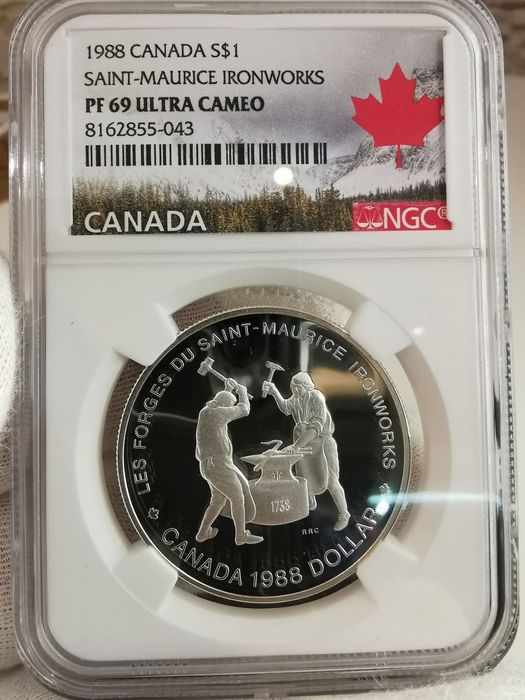 1988 CANADA S$1
SAINT-MAURICE IRONWORKS
PF 69 ULTRA CAMEO
8162855-043
CANADA
NGC®
LES FORGES DU SAINT-MAURICE IRONWORKS
1738
RRC
CANADA 1988 DOLLAR